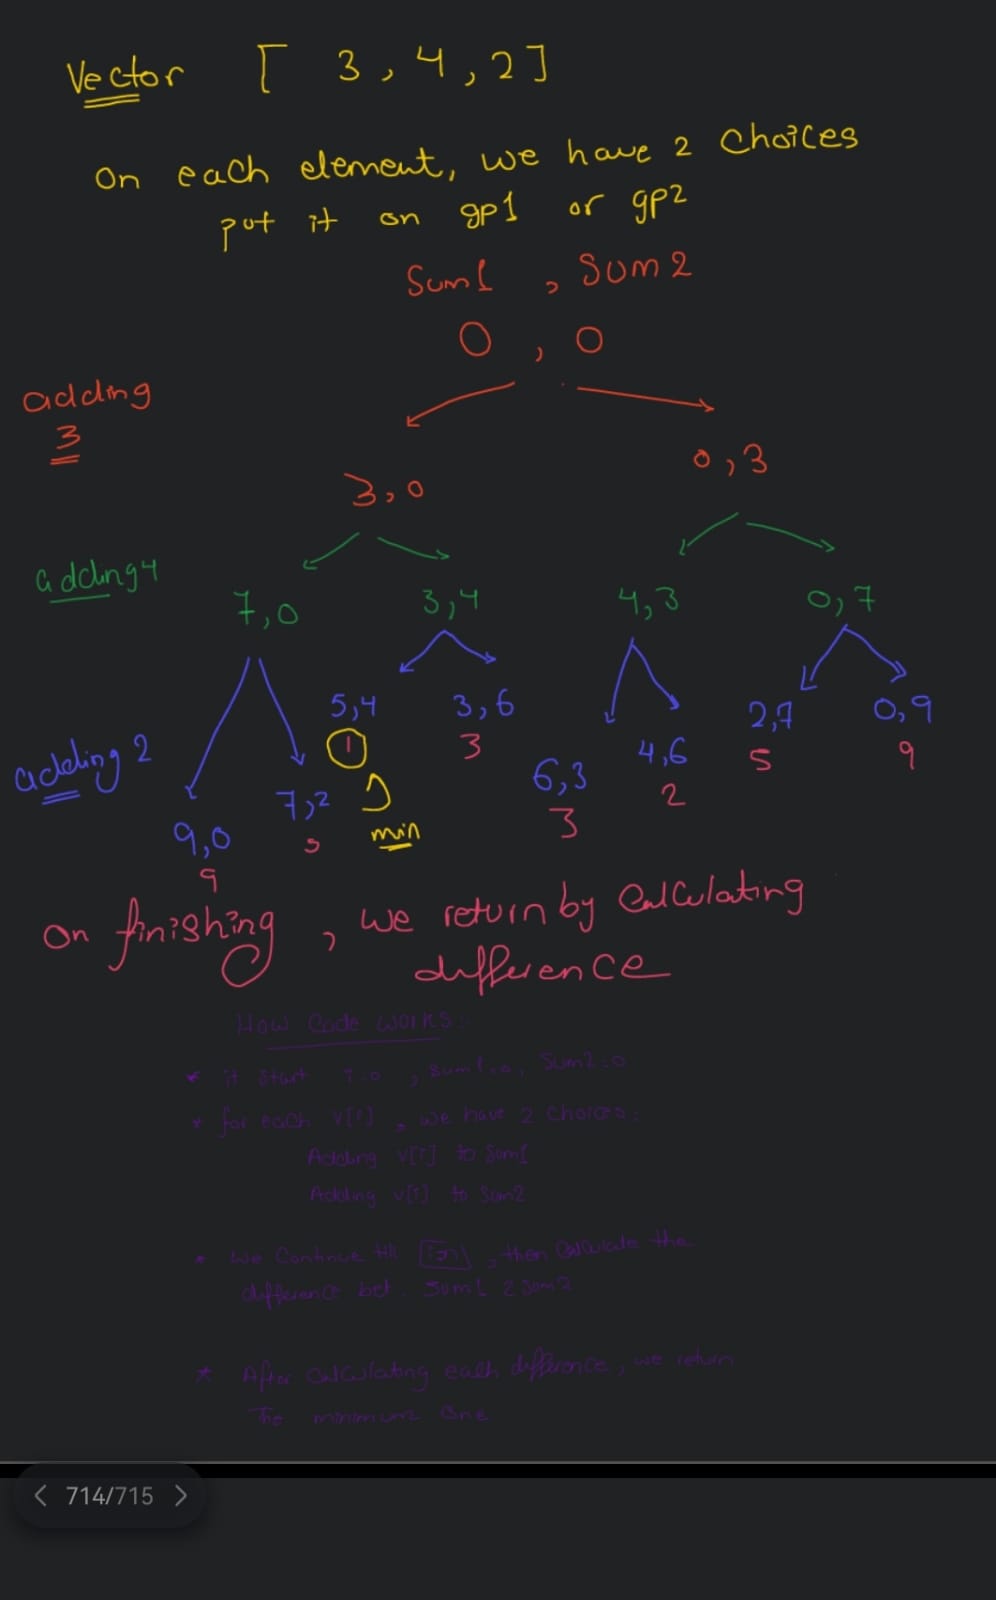 Vector [ 3, 4, 2]
On each element, we have 2 Choices
put it on gp1 or gp2
Sum1 , Sum2
0 , 0
adding
3
3,0
0,3
adding 4
7,0
3,4
4,3
0,7
adding 2
9,0
9
7,2
5
5,4
1
min
3,6
3
6,3
3
4,6
2
2,7
5
0,9
9
On finishing, we return by Calculating
difference
How Code works:
* it start i=0, Sum1=0, Sum2=0
* for each v[i], we have 2 choices:
Adding v[i] to Sum1
Adding v[i] to Sum2
* We Continue till i=n, then Calculate the
difference bet. Sum1 & Sum2
* After Calculating each difference, we return
The minimum One
714/715